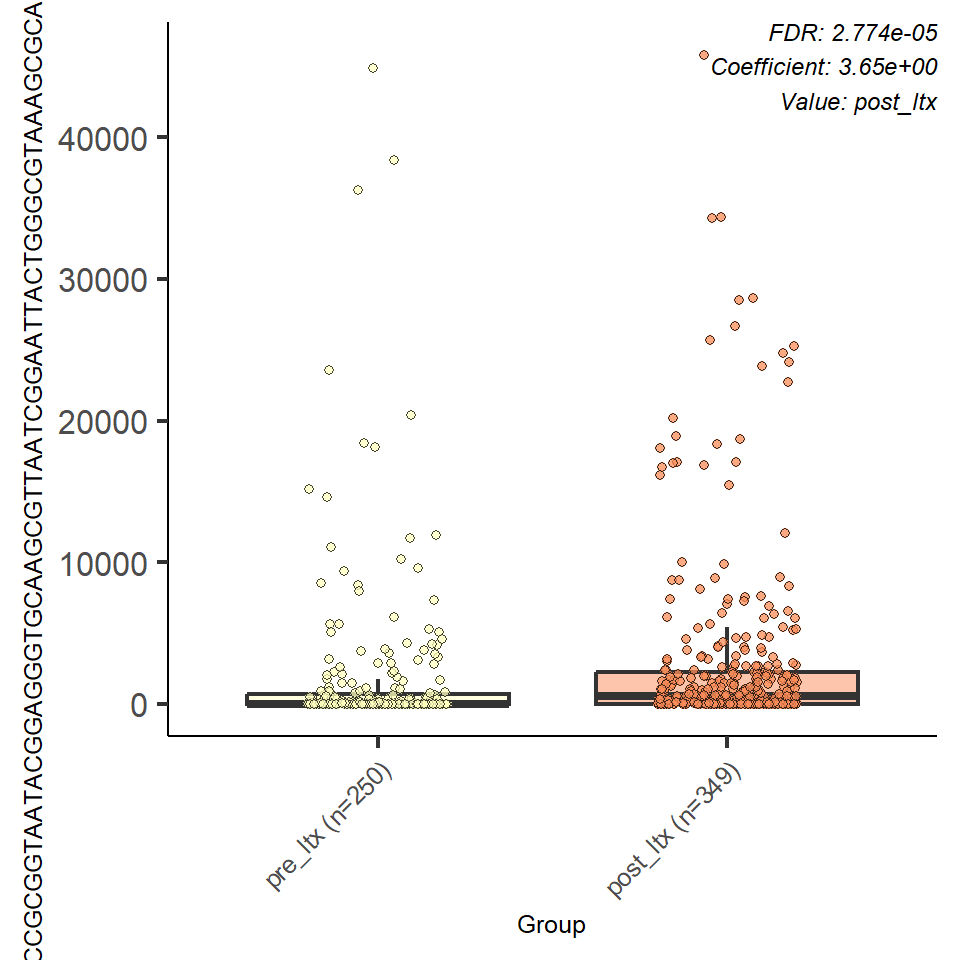 FDR: 2.774e-05
Coefficient: 3.65e+00
Value: post_ltx
CCGCGGTAATACGGAGGGTGCAAGCGTTAATCGGAATTACTGGGCGTAAAGCGCA
40000
30000
20000
10000
0
pre_ltx (n=250)
post_ltx (n=349)
Group